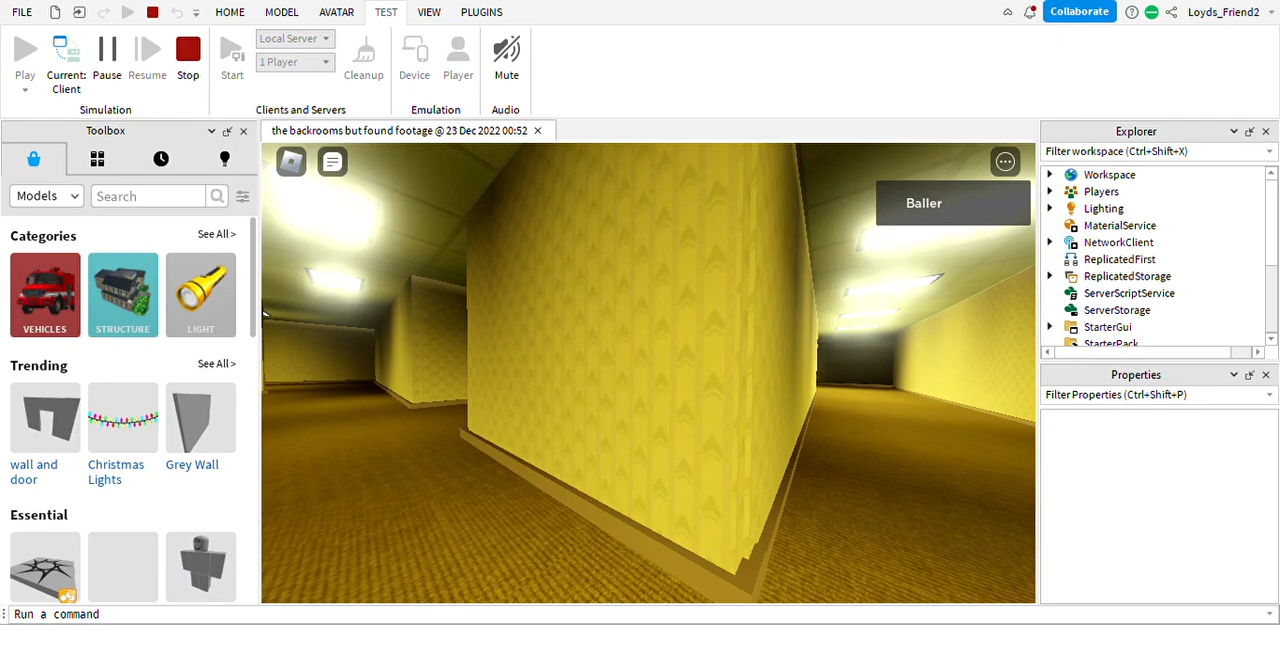 FILE HOME MODEL AVATAR TEST VIEW PLUGINS Collaborate Loyds_Friend2
Play
Current:
Client
Pause
Resume
Stop
Simulation
Start
Local Server
1 Player
Cleanup
Clients and Servers
Device
Player
Emulation
Mute
Audio
Toolbox
Models
Search
Categories
See All >
VEHICLES
STRUCTURE
LIGHT
Trending
See All >
wall and
door
Christmas
Lights
Grey Wall
Essential
the backrooms but found footage @ 23 Dec 2022 00:52
Baller
Explorer
Filter workspace (Ctrl+Shift+X)
Workspace
Players
Lighting
MaterialService
NetworkClient
ReplicatedFirst
ReplicatedStorage
ServerScriptService
ServerStorage
StarterGui
StarterPack
Properties
Filter Properties (Ctrl+Shift+P)
Run a command